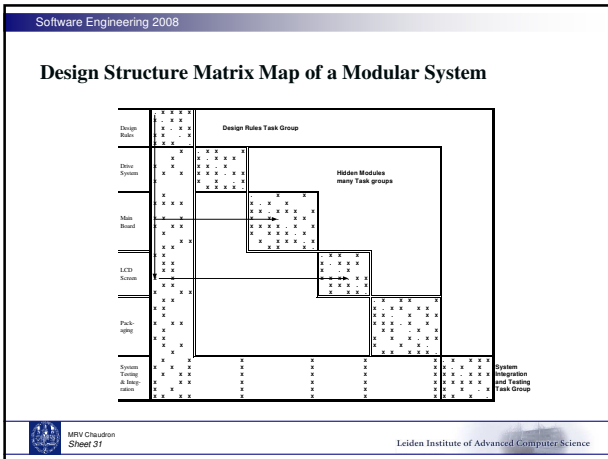 Software Engineering 2008
Design Structure Matrix Map of a Modular System
Design
Rules
Design Rules Task Group
Drive
System
Hidden Modules
many Task groups
Main
Board
LCD
Screen
Pack-
aging
System
Testing
& Integ-
ration
System
Integration
and Testing
Task Group
MRV Chaudron
Sheet 31
Leiden Institute of Advanced Computer Science